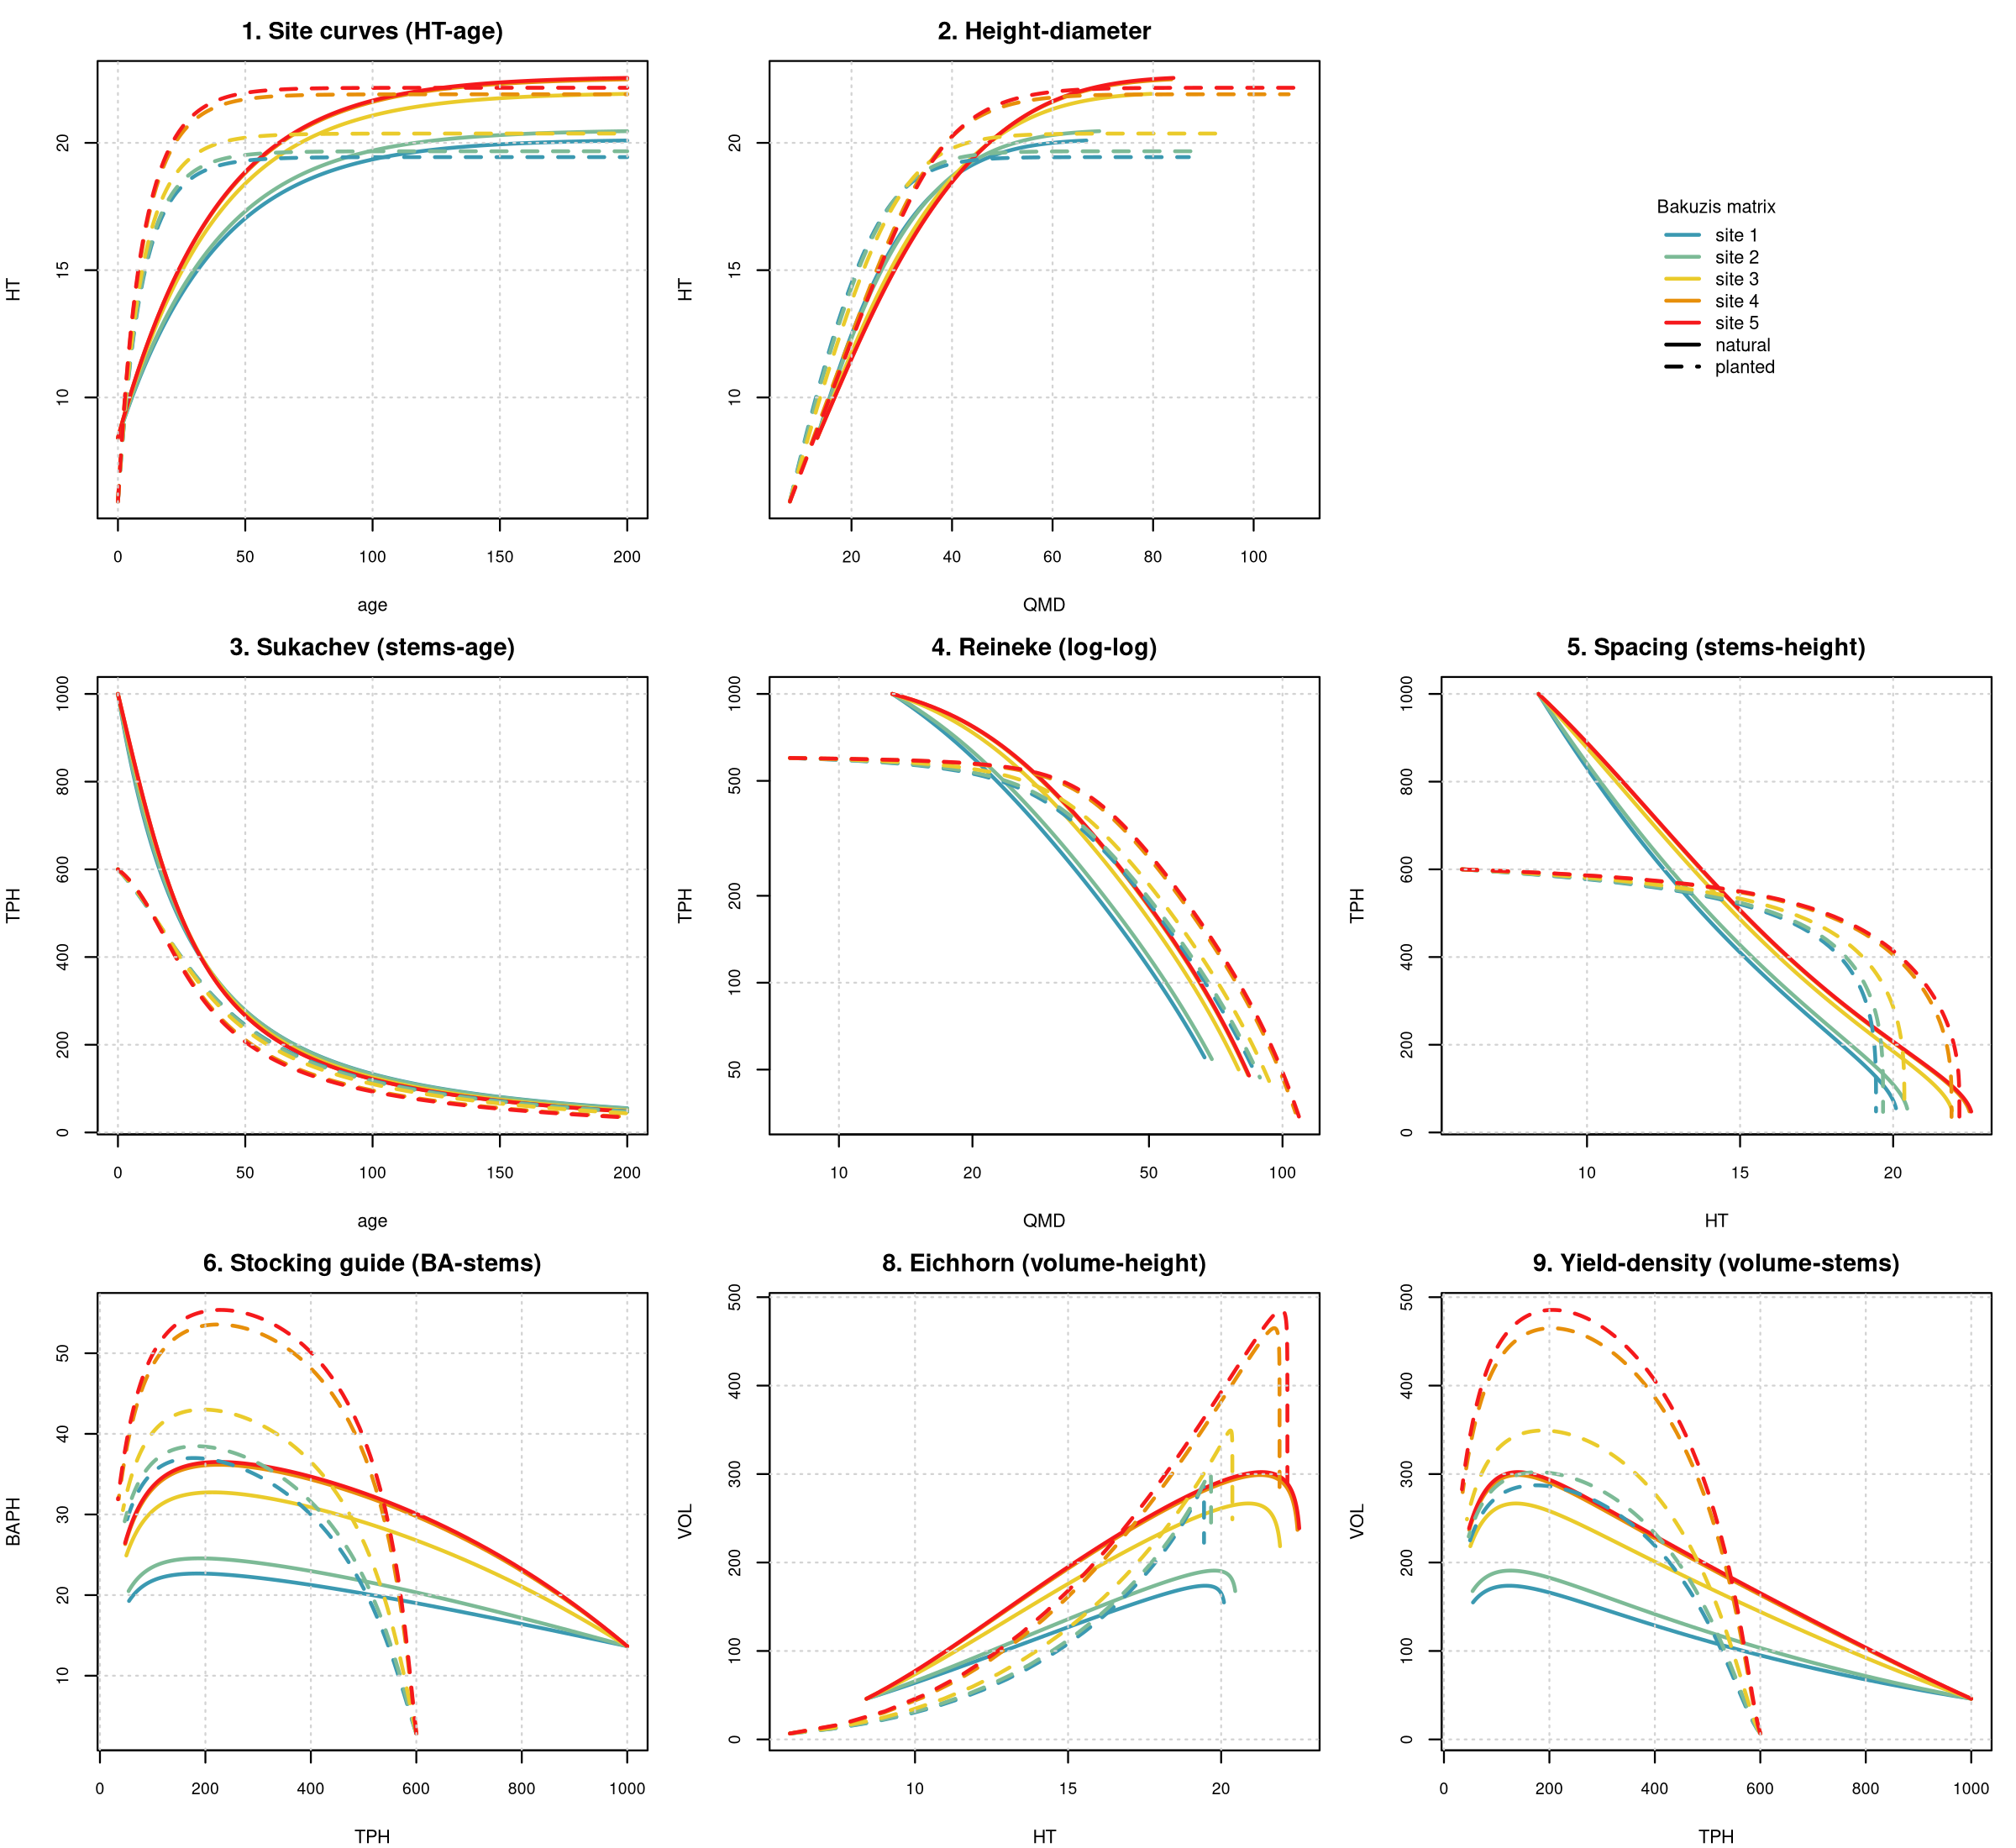 1. Site curves (HT-age)
HT
10
15
20
0
50
100
150
200
age
2. Height-diameter
HT
10
15
20
20
40
60
80
100
QMD
Bakuzis matrix
site 1
site 2
site 3
site 4
site 5
natural
planted
3. Sukachev (stems-age)
TPH
0
200
400
600
800
1000
0
50
100
150
200
age
4. Reineke (log-log)
TPH
50
100
200
500
1000
10
20
50
100
QMD
5. Spacing (stems-height)
TPH
0
200
400
600
800
1000
10
15
20
HT
6. Stocking guide (BA-stems)
BAPH
10
20
30
40
50
0
200
400
600
800
1000
TPH
8. Eichhorn (volume-height)
VOL
0
100
200
300
400
500
10
15
20
HT
9. Yield-density (volume-stems)
VOL
0
100
200
300
400
500
0
200
400
600
800
1000
TPH